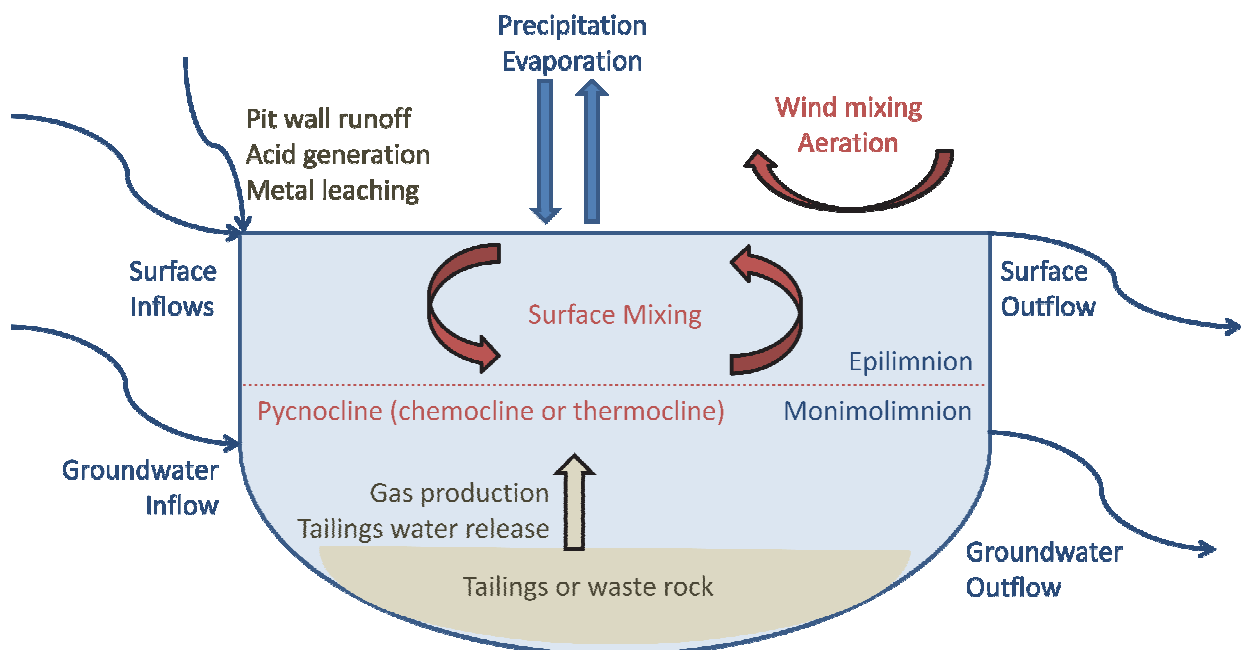 Precipitation
Evaporation
Wind mixing
Aeration
Pit wall runoff
Acid generation
Metal leaching
Surface
Inflows
Surface Mixing
Surface
Outflow
Epilimnion
Pycnocline (chemocline or thermocline)
Monimolimnion
Groundwater
Inflow
Gas production
Tailings water release
Groundwater
Outflow
Tailings or waste rock